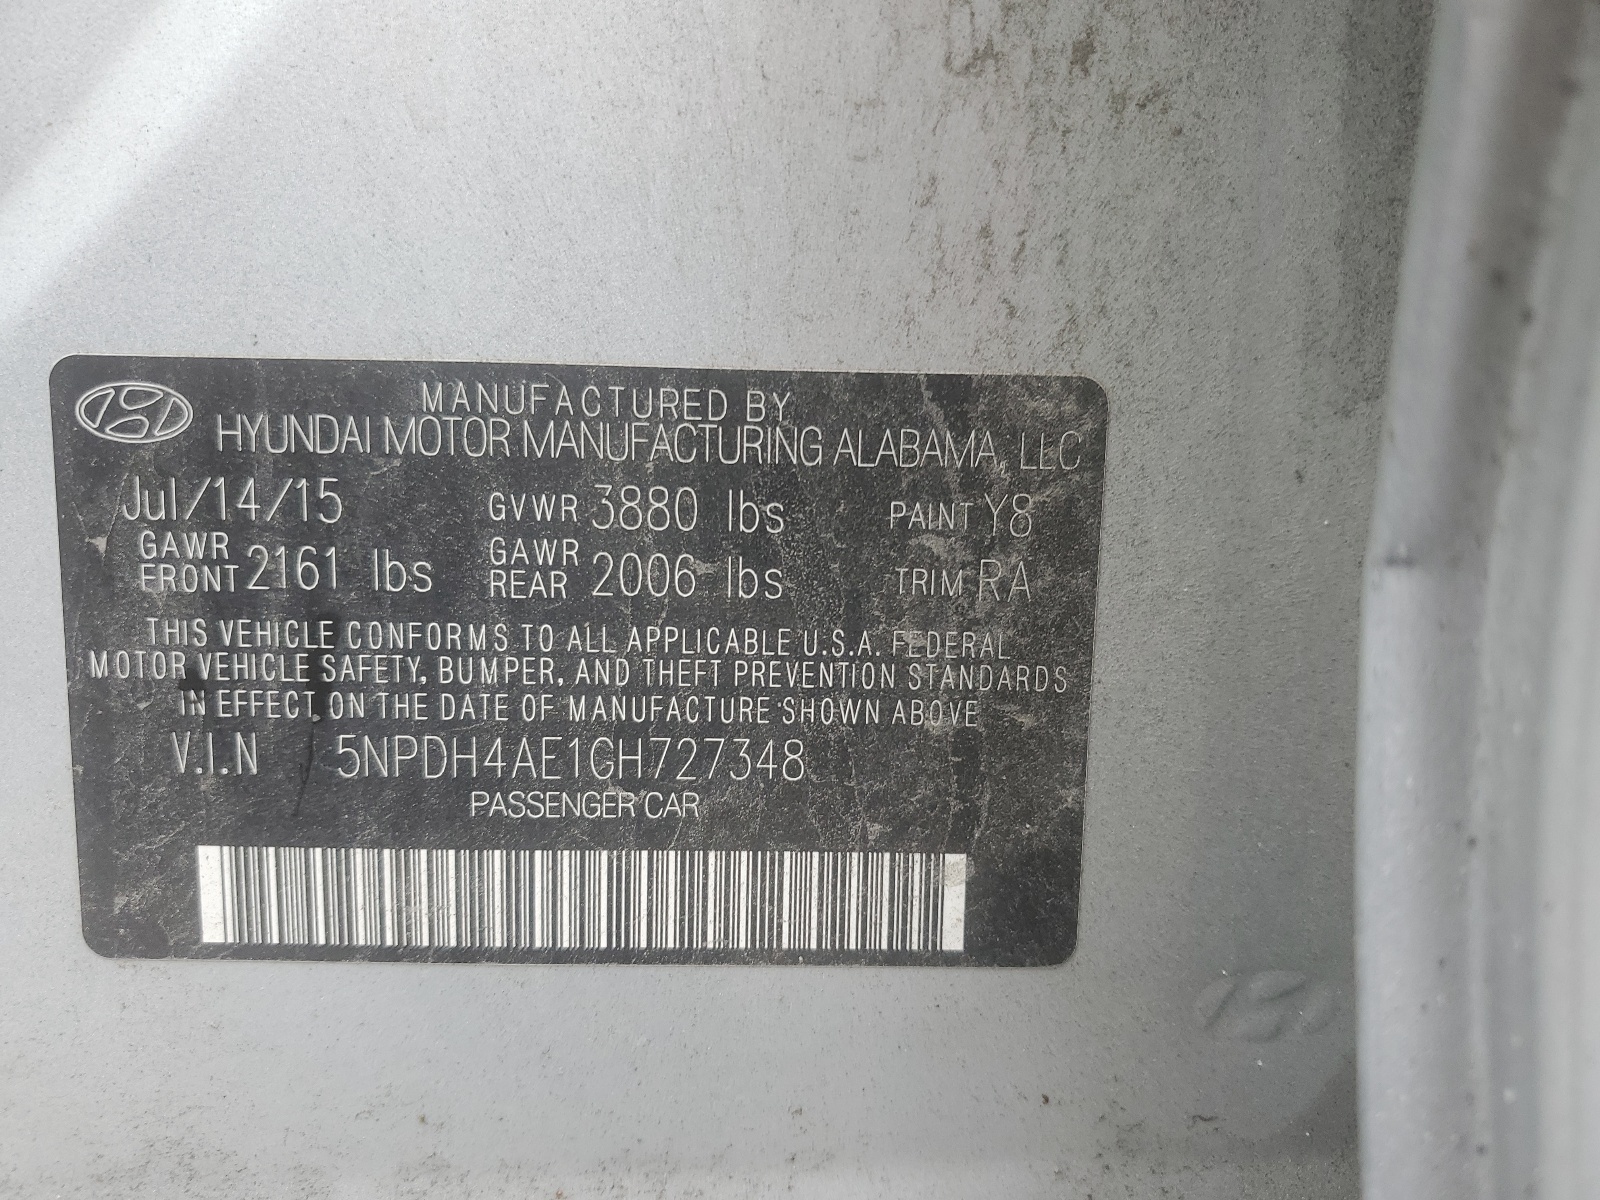 MANUFACTURED BY
HYUNDAI MOTOR MANUFACTURING ALABAMA, LLC
Jul/14/15 GVWR 3880 lbs PAINT Y8
GAWR FRONT 2161 lbs GAWR REAR 2006 lbs TRIM RA
THIS VEHICLE CONFORMS TO ALL APPLICABLE U.S.A. FEDERAL
MOTOR VEHICLE SAFETY, BUMPER, AND THEFT PREVENTION STANDARDS
IN EFFECT ON THE DATE OF MANUFACTURE SHOWN ABOVE
V.I.N 5NPDH4AE1GH727348
PASSENGER CAR